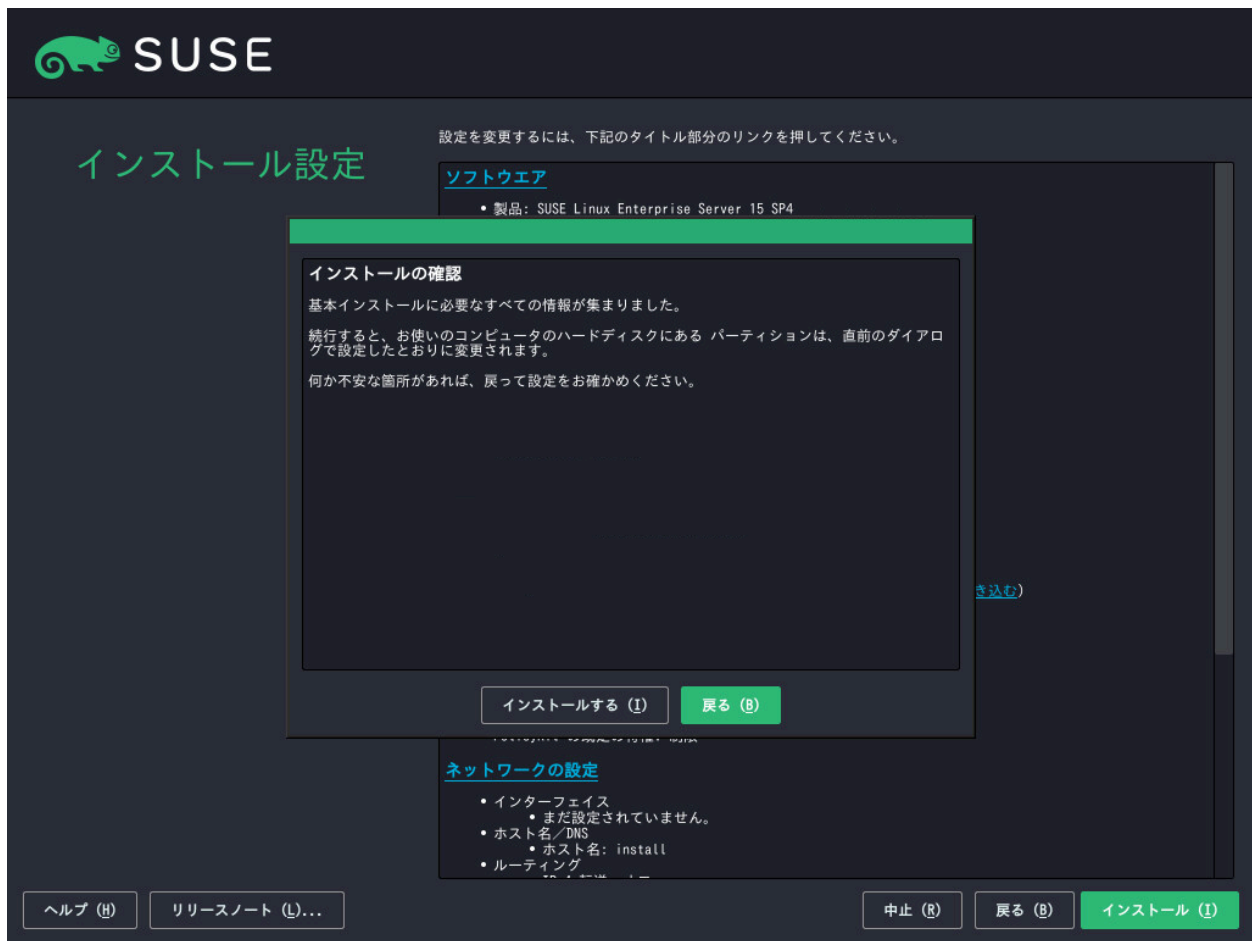 SUSE
インストール設定
設定を変更するには、下記のタイトル部分のリンクを押してください。
ソフトウエア
• 製品: SUSE Linux Enterprise Server 15 SP4
インストールの確認
基本インストールに必要なすべての情報が集まりました。
続行すると、お使いのコンピュータのハードディスクにある パーティションは、直前のダイアロ
グで設定したとおりに変更されます。
何か不安な箇所があれば、戻って設定をお確かめください。
き込む)
インストールする (I) 戻る (B)
ネットワークの設定
• インターフェイス
• まだ設定されていません。
• ホスト名/DNS
• ホスト名: install
• ルーティング
ヘルプ (H) リリースノート (L)... 中止 (R) 戻る (B) インストール (I)